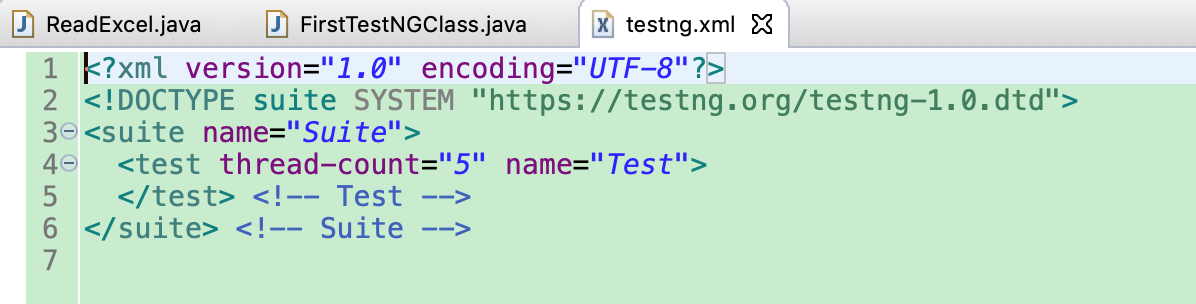 ReadExcel.java FirstTestNGClass.java testng.xml
1 <?xml version="1.0" encoding="UTF-8"?>
2 <!DOCTYPE suite SYSTEM "https://testng.org/testng-1.0.dtd">
3 <suite name="Suite">
4 <test thread-count="5" name="Test">
5 </test> <!-- Test -->
6 </suite> <!-- Suite -->
7